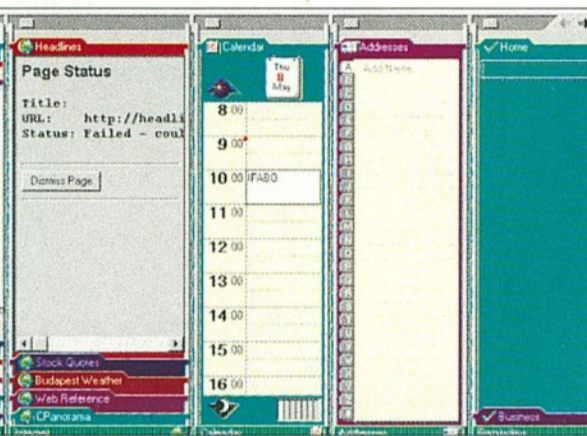 Headlines
Page Status
Title:
URL: http://headli
Status: Failed - coul
Dismiss Page
Stock Quotes
Budapest Weather
Web Reference
CPanorama
Calendar
Thu
8
May
8 00
9 00
10 00 IFABO
11 00
12 00
13 00
14 00
15 00
16 00
Calendar
Addresses
A
Add Name
Addresses
Home
Business